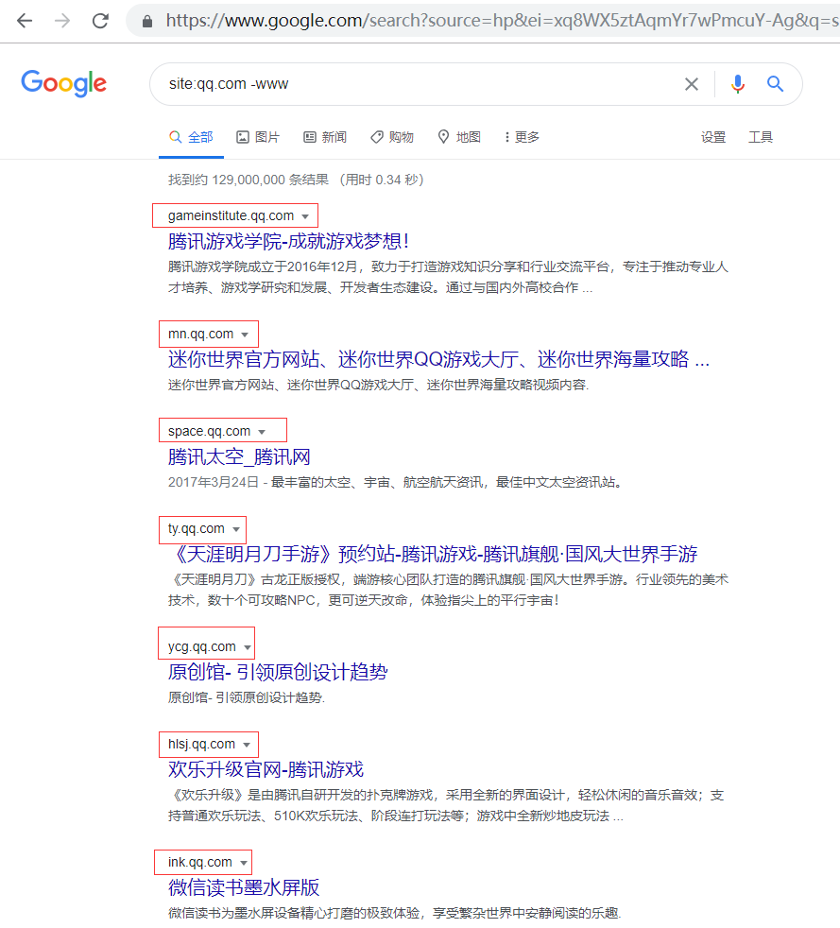 https://www.google.com/search?source=hp&ei=xq8WX5ztAqmYr7wPmcuY-Ag&q=s
Google
site:qq.com -www
全部 图片 新闻 购物 地图 更多 设置 工具
找到约 129,000,000 条结果 （用时 0.34 秒）
gameinstitute.qq.com
腾讯游戏学院-成就游戏梦想！
腾讯游戏学院成立于2016年12月，致力于打造游戏知识分享和行业交流平台，专注于推动专业人
才培养、游戏学研究和发展、开发者生态建设。通过与国内外高校合作 ...
mn.qq.com
迷你世界官方网站、迷你世界QQ游戏大厅、迷你世界海量攻略 ...
迷你世界官方网站、迷你世界QQ游戏大厅、迷你世界海量攻略视频内容.
space.qq.com
腾讯太空_腾讯网
2017年3月24日 - 最丰富的太空、宇宙、航空航天资讯，最佳中文太空资讯站。
ty.qq.com
《天涯明月刀手游》预约站-腾讯游戏-腾讯旗舰·国风大世界手游
《天涯明月刀》古龙正版授权，端游核心团队打造的腾讯旗舰·国风大世界手游。行业领先的美术
技术，数十个可攻略NPC，更可逆天改命，体验指尖上的平行宇宙！
ycg.qq.com
原创馆- 引领原创设计趋势
原创馆- 引领原创设计趋势.
hlsj.qq.com
欢乐升级官网-腾讯游戏
《欢乐升级》是由腾讯自研开发的扑克牌游戏，采用全新的界面设计，轻松休闲的音乐音效；支
持普通欢乐玩法、510K欢乐玩法、阶段连打玩法等；游戏中全新炒地皮玩法 ...
ink.qq.com
微信读书墨水屏版
微信读书为墨水屏设备精心打磨的极致体验，享受繁杂世界中安静阅读的乐趣.